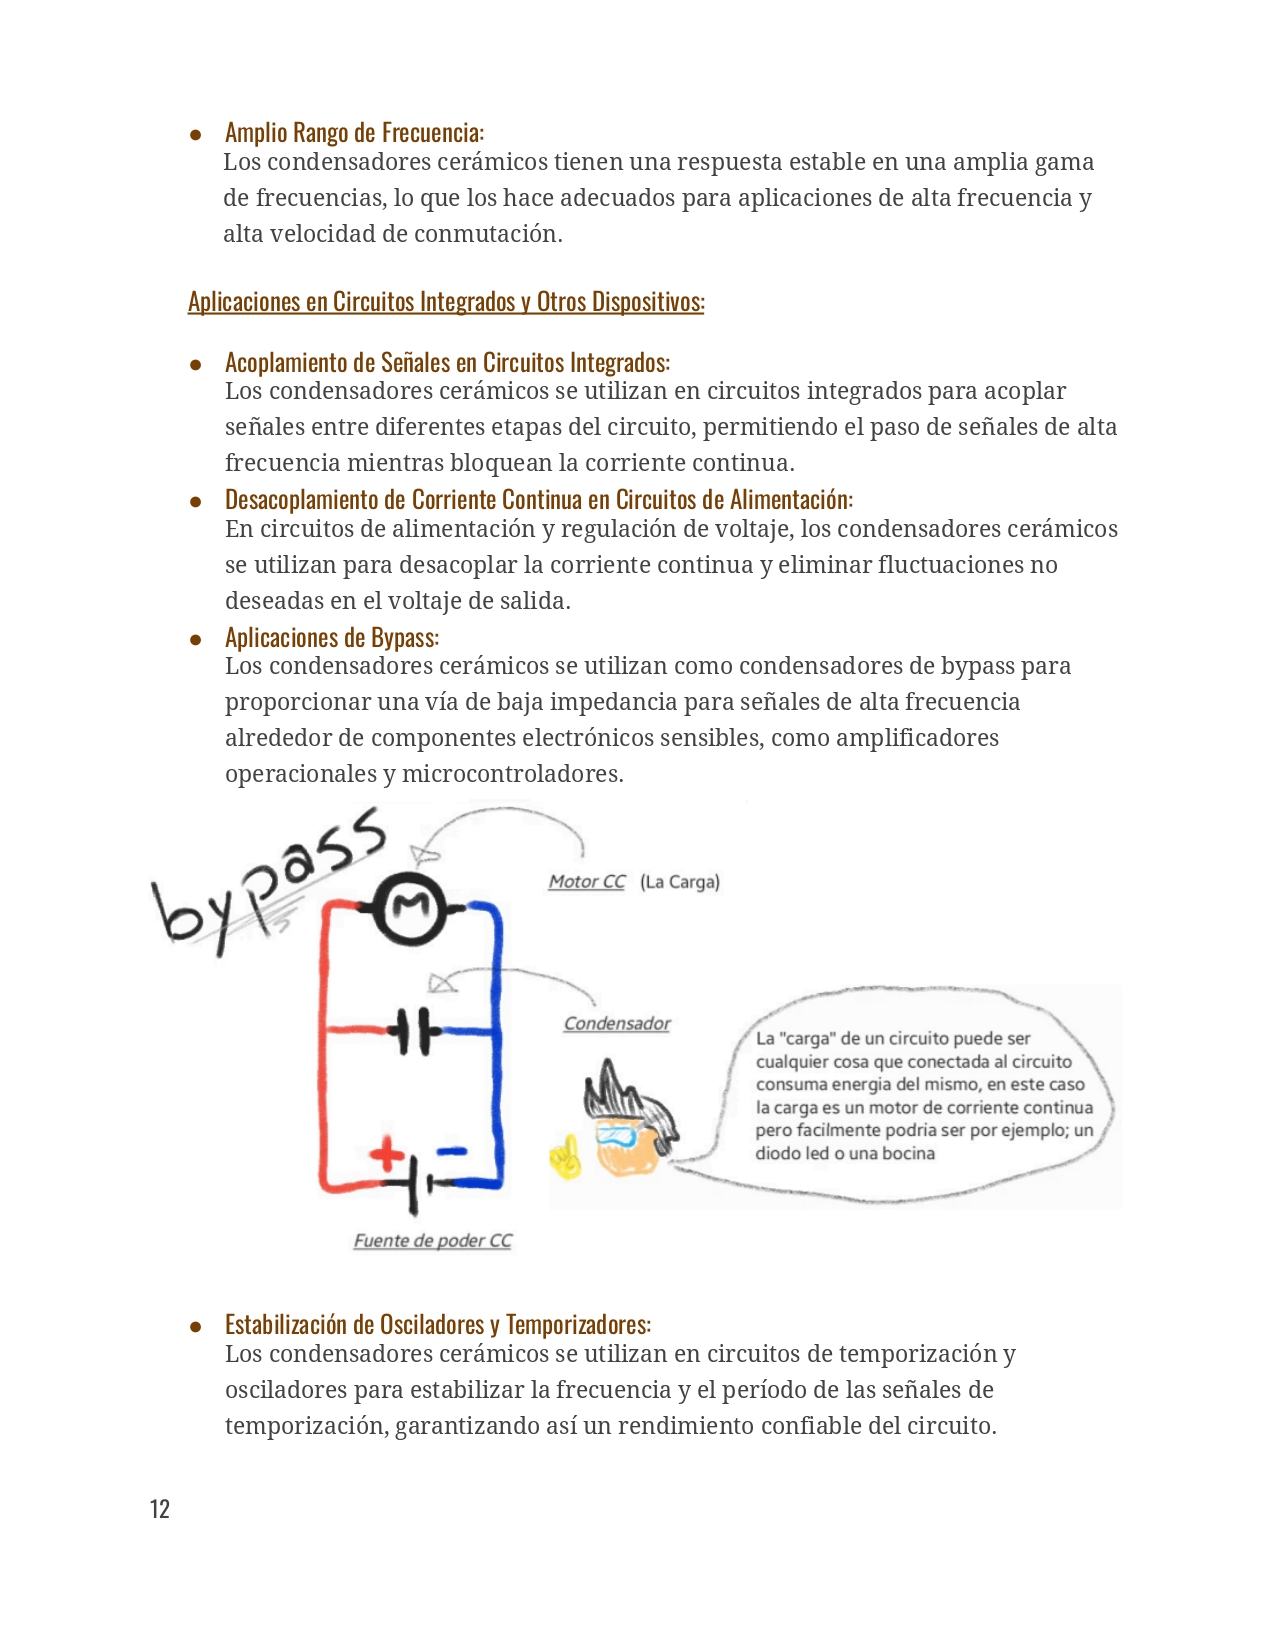 ● Amplio Rango de Frecuencia:
Los condensadores cerámicos tienen una respuesta estable en una amplia gama
de frecuencias, lo que los hace adecuados para aplicaciones de alta frecuencia y
alta velocidad de conmutación.
Aplicaciones en Circuitos Integrados y Otros Dispositivos:
● Acoplamiento de Señales en Circuitos Integrados:
Los condensadores cerámicos se utilizan en circuitos integrados para acoplar
señales entre diferentes etapas del circuito, permitiendo el paso de señales de alta
frecuencia mientras bloquean la corriente continua.
● Desacoplamiento de Corriente Continua en Circuitos de Alimentación:
En circuitos de alimentación y regulación de voltaje, los condensadores cerámicos
se utilizan para desacoplar la corriente continua y eliminar fluctuaciones no
deseadas en el voltaje de salida.
● Aplicaciones de Bypass:
Los condensadores cerámicos se utilizan como condensadores de bypass para
proporcionar una vía de baja impedancia para señales de alta frecuencia
alrededor de componentes electrónicos sensibles, como amplificadores
operacionales y microcontroladores.
bypass
M
Motor CC (La Carga)
Condensador
La "carga" de un circuito puede ser
cualquier cosa que conectada al circuito
consuma energia del mismo, en este caso
la carga es un motor de corriente continua
pero facilmente podria ser por ejemplo; un
diodo led o una bocina
+ -
Fuente de poder CC
● Estabilización de Osciladores y Temporizadores:
Los condensadores cerámicos se utilizan en circuitos de temporización y
osciladores para estabilizar la frecuencia y el período de las señales de
temporización, garantizando así un rendimiento confiable del circuito.
12